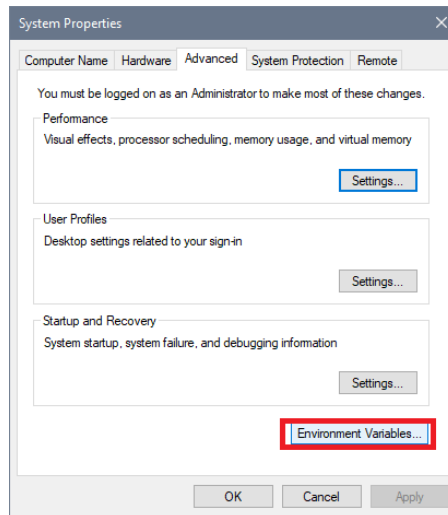 System Properties
Computer Name Hardware Advanced System Protection Remote
You must be logged on as an Administrator to make most of these changes.
Performance
Visual effects, processor scheduling, memory usage, and virtual memory
Settings...
User Profiles
Desktop settings related to your sign-in
Settings...
Startup and Recovery
System startup, system failure, and debugging information
Settings...
Environment Variables...
OK Cancel Apply